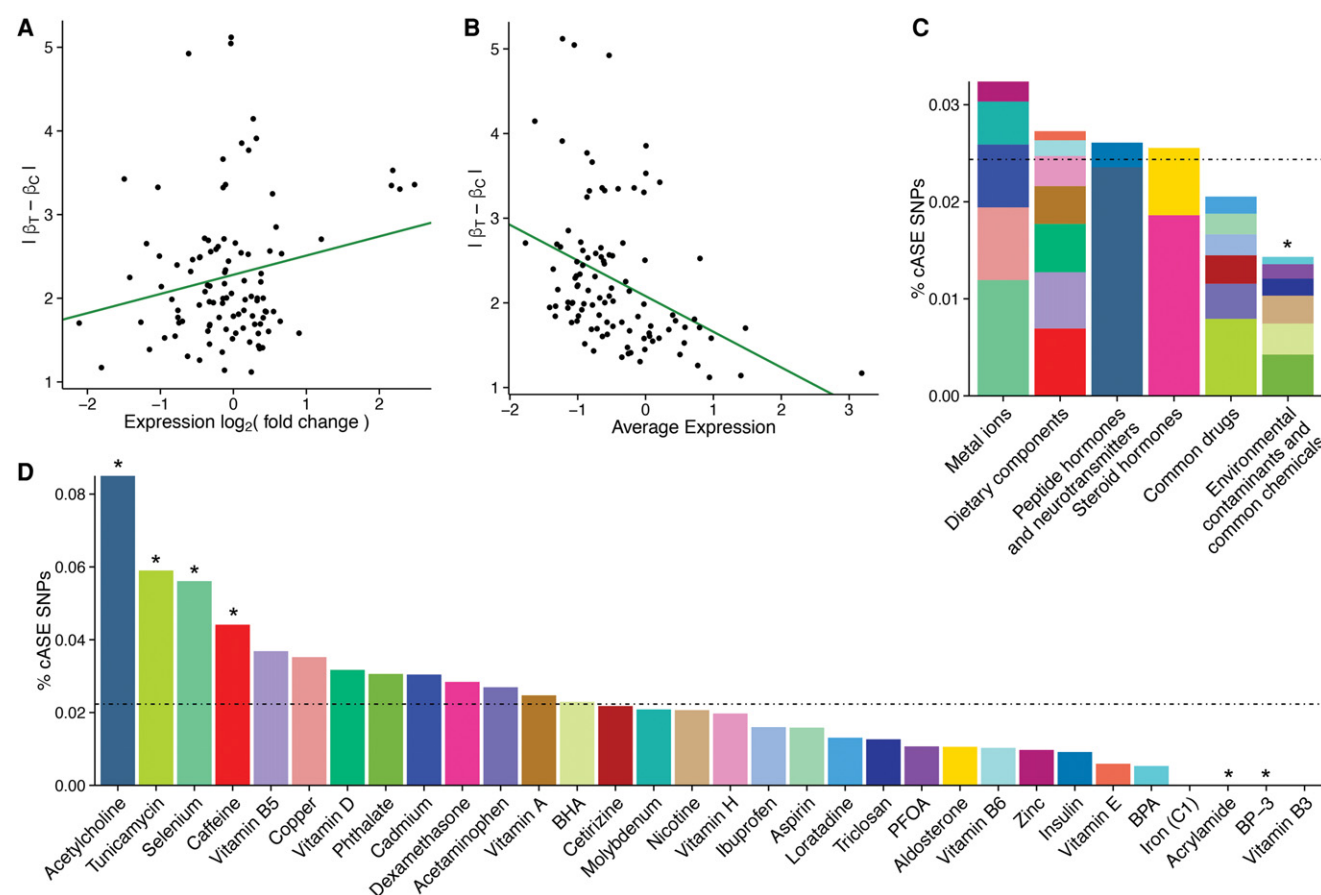 A
| βT – βC |
5
4
3
2
1
−2 −1 0 1 2
Expression log2( fold change )
B
| βT – βC |
5
4
3
2
1
−2 −1 0 1 2 3
Average Expression
C
% cASE SNPs
0.03
0.02
0.01
0.00
*
Metal ions
Dietary components
Peptide hormones
and neurotransmitters
Steroid hormones
Common drugs
Environmental
contaminants and
common chemicals
D
% cASE SNPs
0.08
0.06
0.04
0.02
0.00
*
*
*
*
*
*
Acetylcholine
Tunicamycin
Selenium
Caffeine
Vitamin B5
Copper
Vitamin D
Phthalate
Cadmium
Dexamethasone
Acetaminophen
Vitamin A
BHA
Cetirizine
Molybdenum
Nicotine
Vitamin H
Ibuprofen
Aspirin
Loratadine
Triclosan
PFOA
Aldosterone
Vitamin B6
Zinc
Insulin
Vitamin E
BPA
Iron (C1)
Acrylamide
BP−3
Vitamin B3